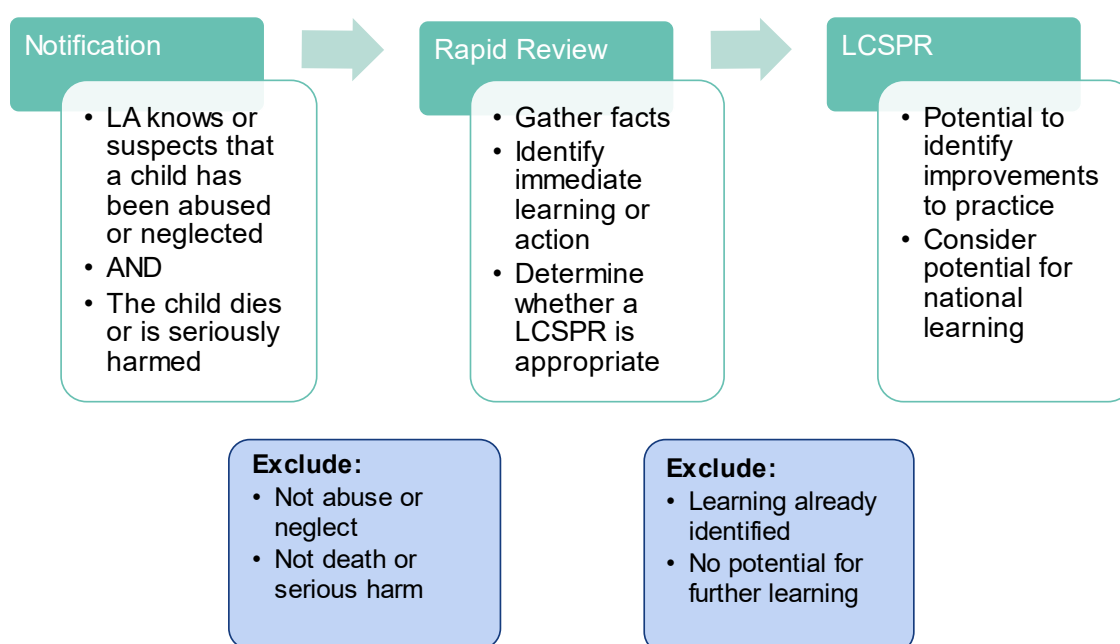 Notification
• LA knows or
suspects that
a child has
been abused
or neglected
• AND
• The child dies
or is seriously
harmed
Rapid Review
• Gather facts
• Identify
immediate
learning or
action
• Determine
whether a
LCSPR is
appropriate
LCSPR
• Potential to
identify
improvements
to practice
• Consider
potential for
national
learning
Exclude:
• Not abuse or
neglect
• Not death or
serious harm
Exclude:
• Learning already
identified
• No potential for
further learning